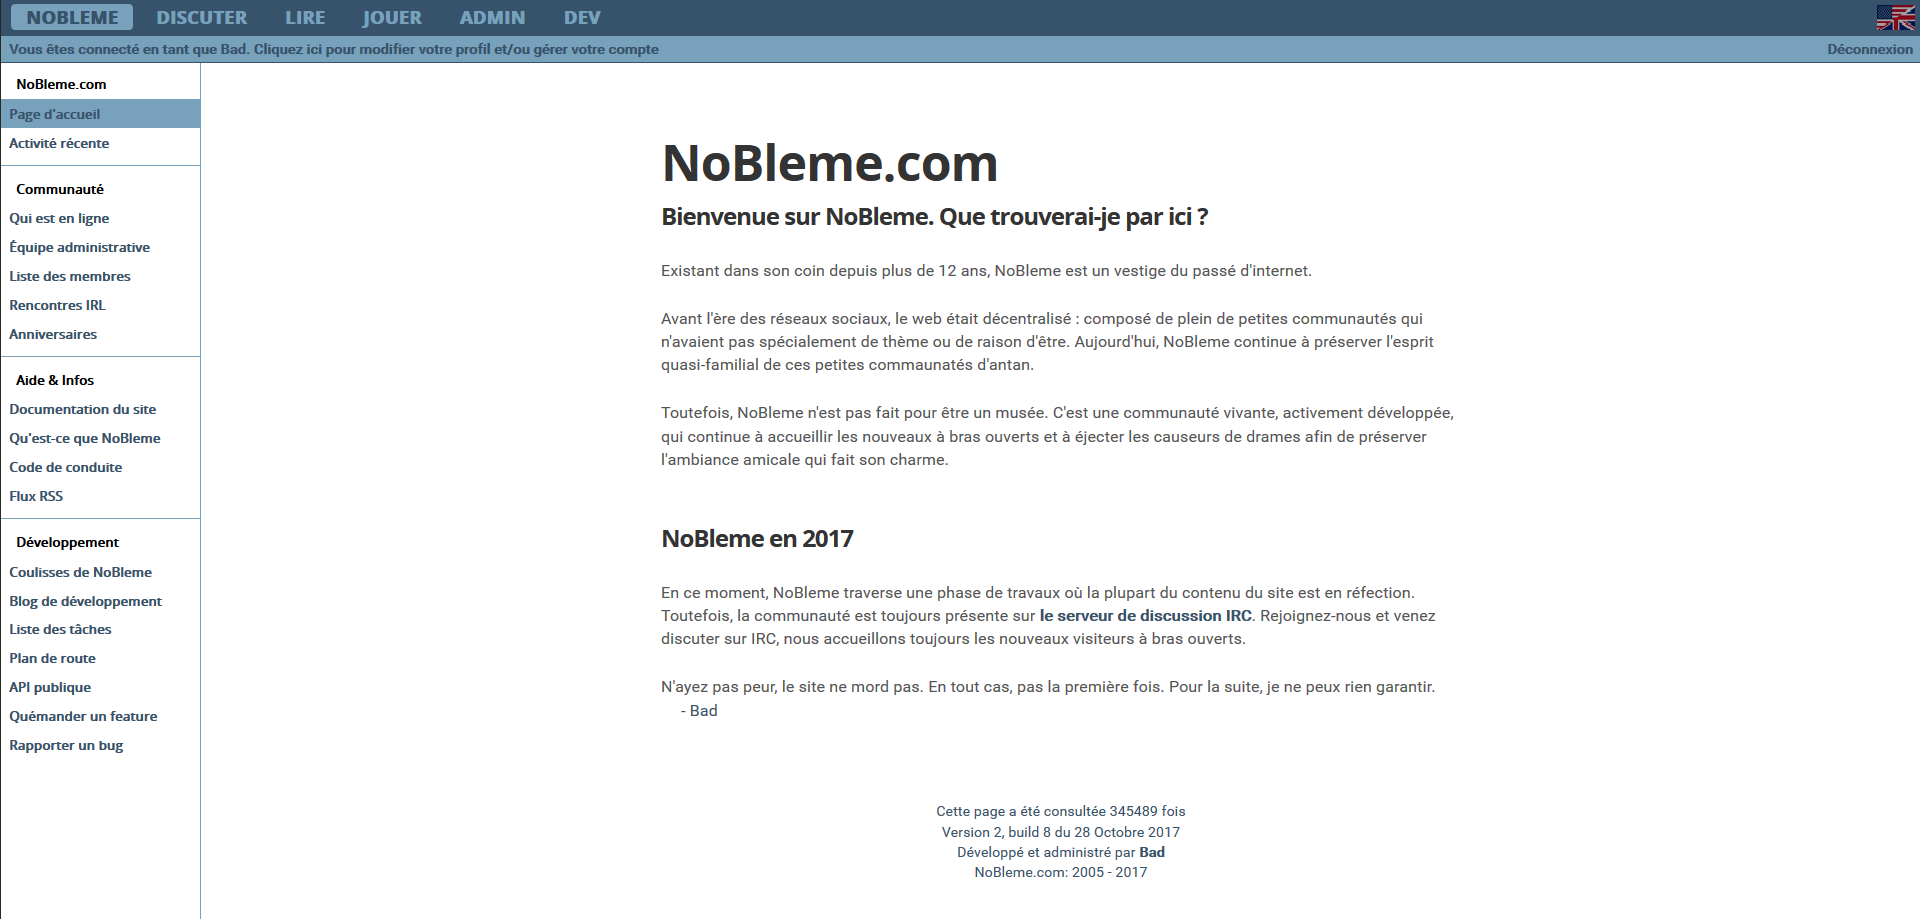 NOBLEME DISCUTER LIRE JOUER ADMIN DEV
Vous êtes connecté en tant que Bad. Cliquez ici pour modifier votre profil et/ou gérer votre compte Déconnexion
NoBleme.com
Page d'accueil
Activité récente
Communauté
Qui est en ligne
Équipe administrative
Liste des membres
Rencontres IRL
Anniversaires
Aide & Infos
Documentation du site
Qu'est-ce que NoBleme
Code de conduite
Flux RSS
Développement
Coulisses de NoBleme
Blog de développement
Liste des tâches
Plan de route
API publique
Quémander un feature
Rapporter un bug
NoBleme.com
Bienvenue sur NoBleme. Que trouverai-je par ici ?
Existant dans son coin depuis plus de 12 ans, NoBleme est un vestige du passé d'internet.
Avant l'ère des réseaux sociaux, le web était décentralisé : composé de plein de petites communautés qui
n'avaient pas spécialement de thème ou de raison d'être. Aujourd'hui, NoBleme continue à préserver l'esprit
quasi-familial de ces petites commaunatés d'antan.
Toutefois, NoBleme n'est pas fait pour être un musée. C'est une communauté vivante, activement développée,
qui continue à accueillir les nouveaux à bras ouverts et à éjecter les causeurs de drames afin de préserver
l'ambiance amicale qui fait son charme.
NoBleme en 2017
En ce moment, NoBleme traverse une phase de travaux où la plupart du contenu du site est en réfection.
Toutefois, la communauté est toujours présente sur le serveur de discussion IRC. Rejoignez-nous et venez
discuter sur IRC, nous accueillons toujours les nouveaux visiteurs à bras ouverts.
N'ayez pas peur, le site ne mord pas. En tout cas, pas la première fois. Pour la suite, je ne peux rien garantir.
- Bad
Cette page a été consultée 345489 fois
Version 2, build 8 du 28 Octobre 2017
Développé et administré par Bad
NoBleme.com: 2005 - 2017